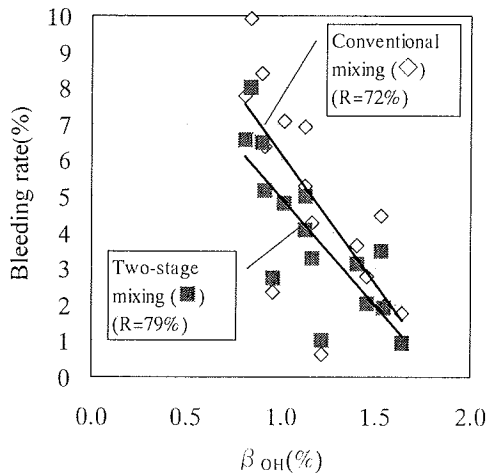 10
9
8
7
6
5
4
3
2
1
0
Bleeding rate(%)
Conventional
mixing (◇)
(R=72%)
Two-stage
mixing (■)
(R=79%)
0.0 0.5 1.0 1.5 2.0
β OH(%)